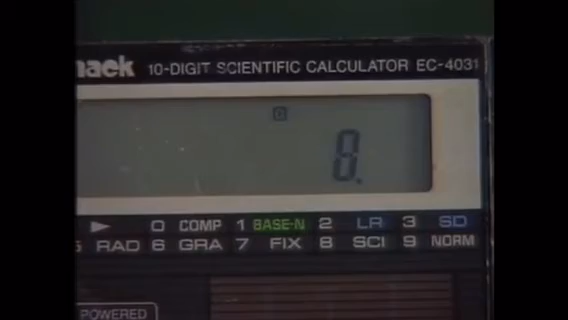 haek 10-DIGIT SCIENTIFIC CALCULATOR EC-4031
G
8.
0 COMP 1 BASE-N 2 LR 3 SD
RAD 6 GRA 7 FIX 8 SCI 9 NORM
POWERED